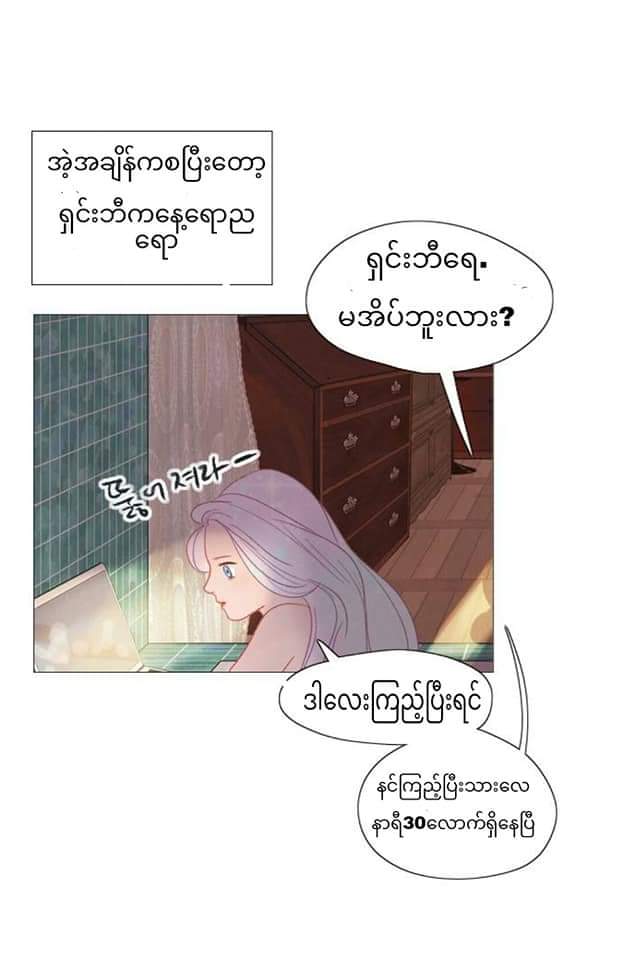 အဲ့အချိန်ကစပြီးတော့
ရှင်းဘီကနေ့ရောည
ရော
ရှင်းဘီရေ.
မအိပ်ဘူးလား?
뚫어져라ー
ဒါလေးကြည့်ပြီးရင်
နင်ကြည့်ပြီးသားလေ
နာရီ30လောက်ရှိနေပြီ